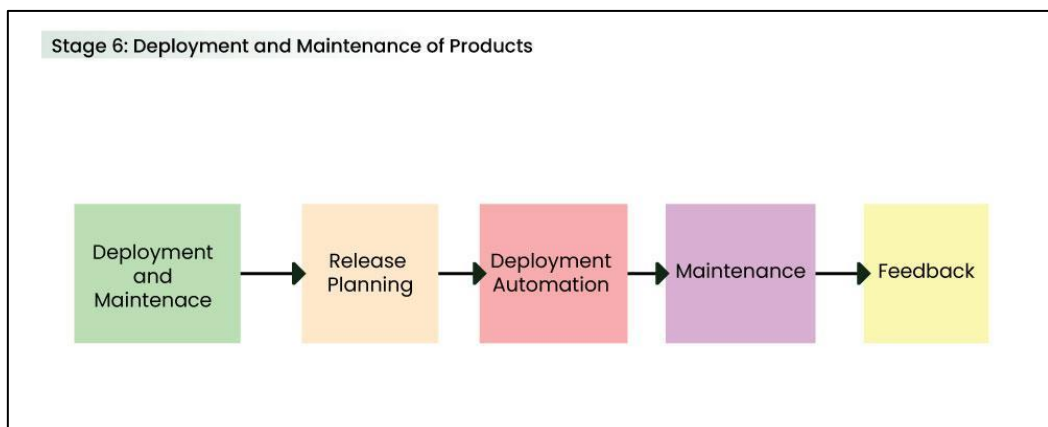 Stage 6: Deployment and Maintenance of Products
Deployment
and
Maintenace
Release
Planning
Deployment
Automation
Maintenance
Feedback